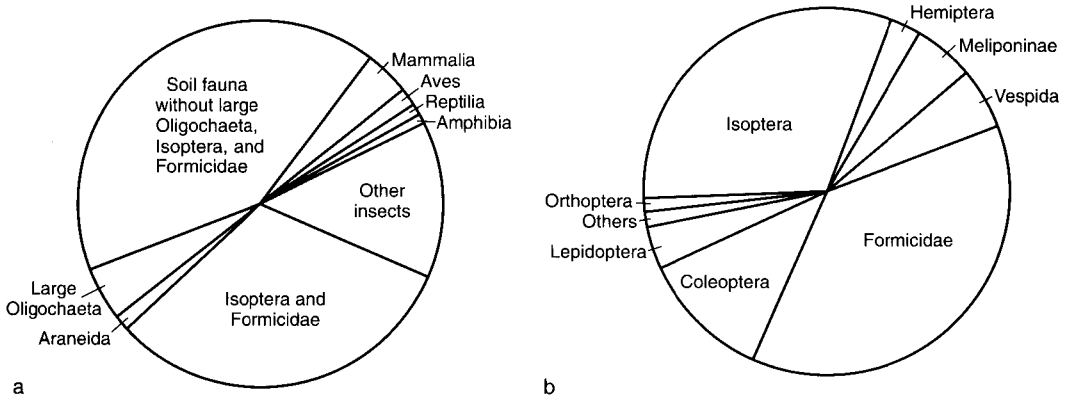 Soil fauna
without large
Oligochaeta,
Isoptera, and
Formicidae
Mammalia
Aves
Reptilia
Amphibia
Other
insects
Isoptera and
Formicidae
Araneida
Large
Oligochaeta
a
Hemiptera
Meliponinae
Vespida
Formicidae
Coleoptera
Lepidoptera
Others
Orthoptera
Isoptera
b